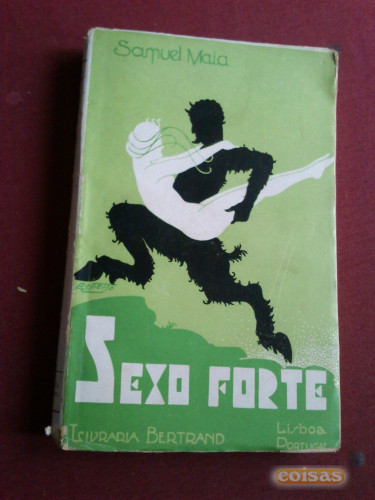 Samuel Maia
SEXO FORTE
LIVRARIA BERTRAND
LISBOA
PORTUGAL
coisas